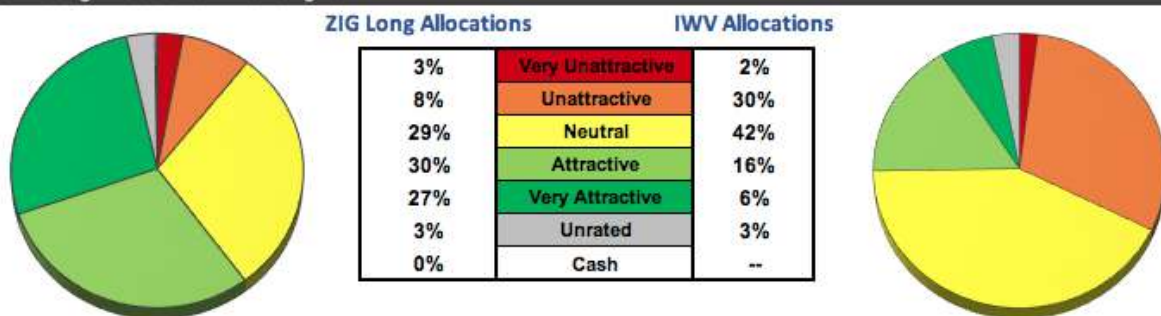 ZIG Long Allocations IWV Allocations
3% Very Unattractive 2%
8% Unattractive 30%
29% Neutral 42%
30% Attractive 16%
27% Very Attractive 6%
3% Unrated 3%
0% Cash --